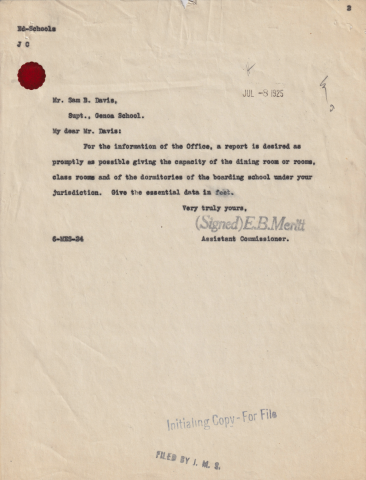 2
Ed-Schools
J C
JUL -8 1925
Mr. Sam B. Davis,
Supt., Genoa School.
My dear Mr. Davis:
For the information of the Office, a report is desired as
promptly as possible giving the capacity of the dining room or rooms,
class rooms and of the dormitories of the boarding school under your
jurisdiction. Give the essential data in feet.
Very truly yours,
(Signed) E.B. Meritt
6-MES-24
Assistant Commissioner.
Initialing Copy - For File
FILED BY J. M. S.